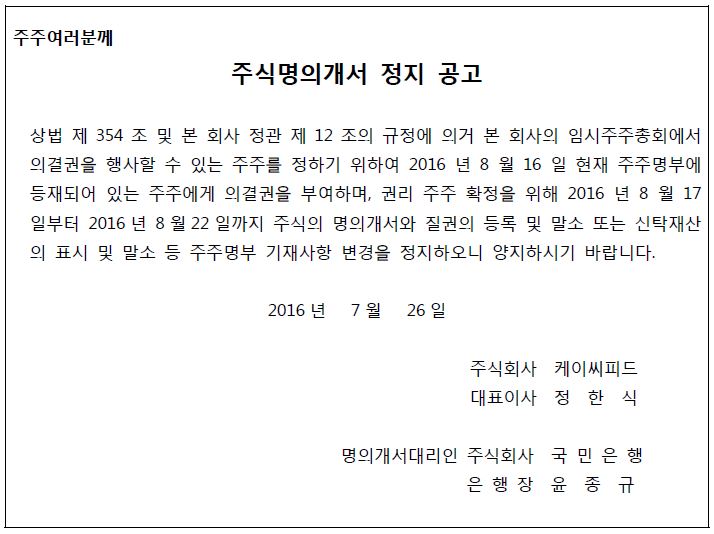 주주여러분께
주식명의개서 정지 공고
상법 제 354 조 및 본 회사 정관 제 12 조의 규정에 의거 본 회사의 임시주주총회에서
의결권을 행사할 수 있는 주주를 정하기 위하여 2016 년 8 월 16 일 현재 주주명부에
등재되어 있는 주주에게 의결권을 부여하며, 권리 주주 확정을 위해 2016 년 8 월 17
일부터 2016 년 8 월 22 일까지 주식의 명의개서와 질권의 등록 및 말소 또는 신탁재산
의 표시 및 말소 등 주주명부 기재사항 변경을 정지하오니 양지하시기 바랍니다.
2016 년 7 월 26 일
주식회사 케이씨피드
대표이사 정 한 식
명의개서대리인 주식회사 국 민 은 행
은 행 장 윤 종 규